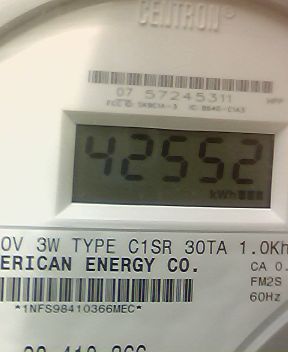 CENTRON
07 57245311 HPP
42552
kWh
0V 3W TYPE C1SR 30TA 1.0Kh
ERICAN ENERGY CO. CA 0.
FM2S
*1NFS98410366MEC* 60Hz